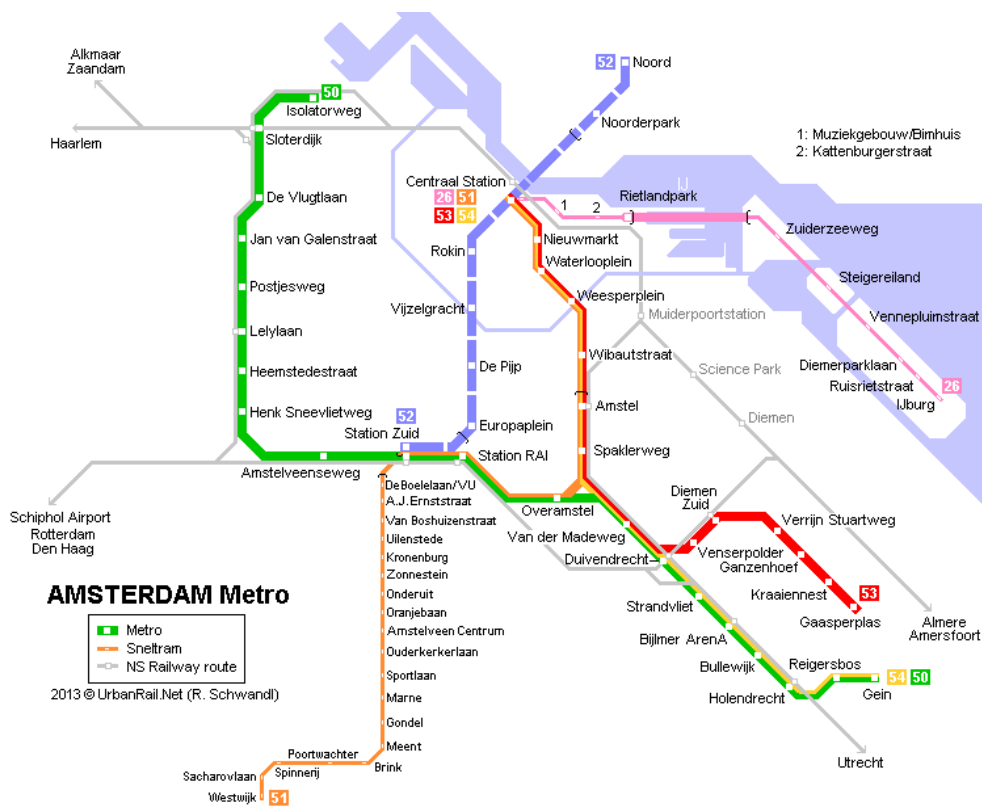 Alkmaar
Zaandam
Haarlem
50
Isolatorweg
Sloterdijk
De Vlugtlaan
Jan van Galenstraat
Postjesweg
Lelylaan
Heemstedestraat
Henk Sneevlietweg
Amstelveenseweg
52
Noord
Noorderpark
1: Muziekgebouw/Bimhuis
2: Kattenburgerstraat
Centraal Station
26 51
53 54
1
2
Rietlandpark
IJ
Zuiderzeeweg
Steigereiland
Vennepluimstraat
Diemerparklaan
Ruisrietstraat
IJburg
26
Rokin
Vijzelgracht
De Pijp
Europaplein
52
Station Zuid
Station RAI
Nieuwmarkt
Waterlooplein
Weesperplein
Wibautstraat
Amstel
Spaklerweg
Muiderpoortstation
Science Park
Diemen
Diemen
Zuid
Overamstel
Van der Madeweg
Duivendrecht
Venserpolder
Verrijn Stuartweg
Ganzenhoef
Kraaiennest
53
Gaasperplas
Strandvliet
Bijlmer ArenA
Bullewijk
Holendrecht
Reigersbos
Gein
54 50
Almere
Amersfoort
Utrecht
Schiphol Airport
Rotterdam
Den Haag
De Boelelaan/VU
A.J. Ernststraat
Van Boshuizenstraat
Uilenstede
Kronenburg
Zonnestein
Onderuit
Oranjebaan
Amstelveen Centrum
Ouderkerkerlaan
Sportlaan
Marne
Gondel
Meent
Brink
Poortwachter
Spinnerij
Sacharovlaan
Westwijk
51
AMSTERDAM Metro
Metro
Sneltram
NS Railway route
2013 © UrbanRail.Net (R. Schwandl)